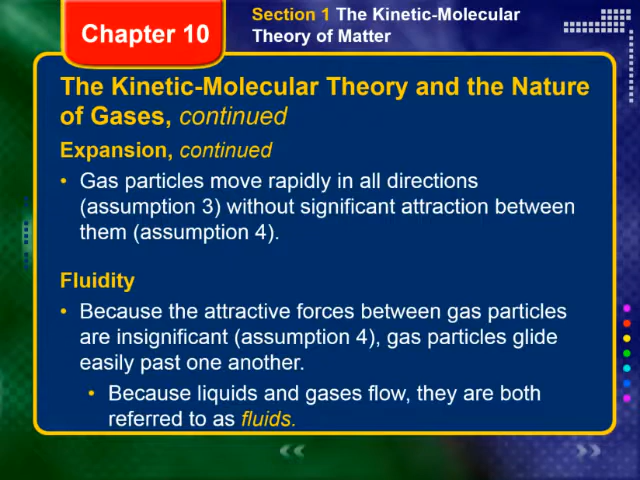 Chapter 10
Section 1 The Kinetic-Molecular
Theory of Matter
The Kinetic-Molecular Theory and the Nature
of Gases, continued
Expansion, continued
• Gas particles move rapidly in all directions
(assumption 3) without significant attraction between
them (assumption 4).
Fluidity
• Because the attractive forces between gas particles
are insignificant (assumption 4), gas particles glide
easily past one another.
• Because liquids and gases flow, they are both
referred to as fluids.